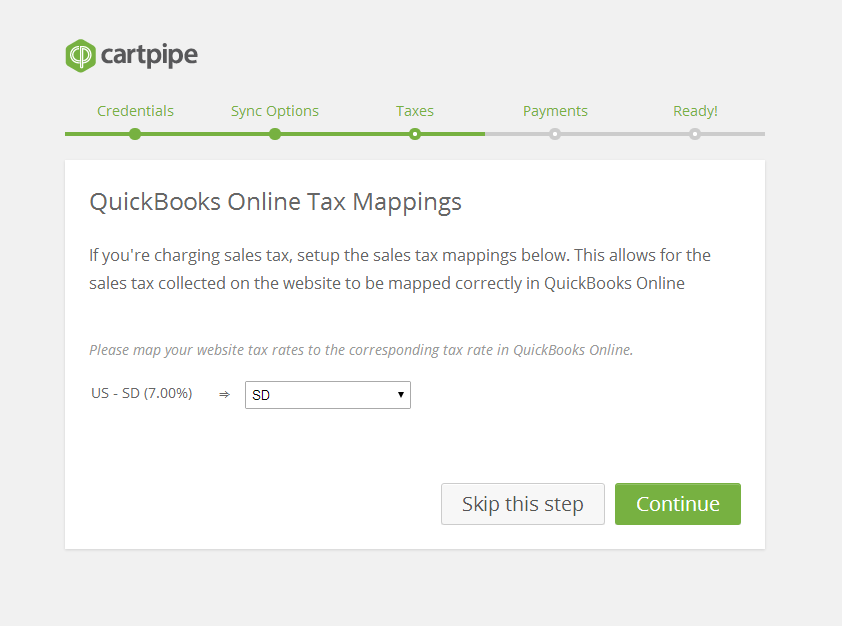 cartpipe
Credentials Sync Options Taxes Payments Ready!
QuickBooks Online Tax Mappings
If you're charging sales tax, setup the sales tax mappings below. This allows for the
sales tax collected on the website to be mapped correctly in QuickBooks Online
Please map your website tax rates to the corresponding tax rate in QuickBooks Online.
US - SD (7.00%) ⇒ SD
Skip this step Continue